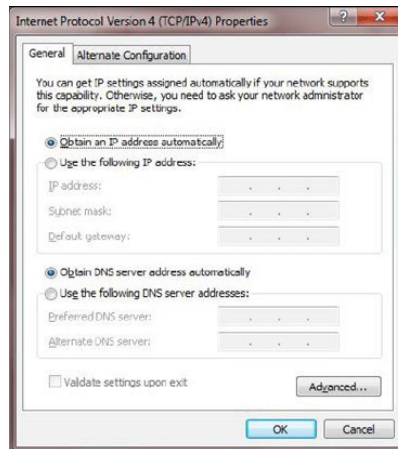 Internet Protocol Version 4 (TCP/IPv4) Properties
General
Alternate Configuration
You can get IP settings assigned automatically if your network supports
this capability. Otherwise, you need to ask your network administrator
for the appropriate IP settings.
Obtain an IP address automatically
Use the following IP address:
IP address:
Subnet mask:
Default gateway:
Obtain DNS server address automatically
Use the following DNS server addresses:
Preferred DNS server:
Alternate DNS server:
Validate settings upon exit
Advanced...
OK
Cancel